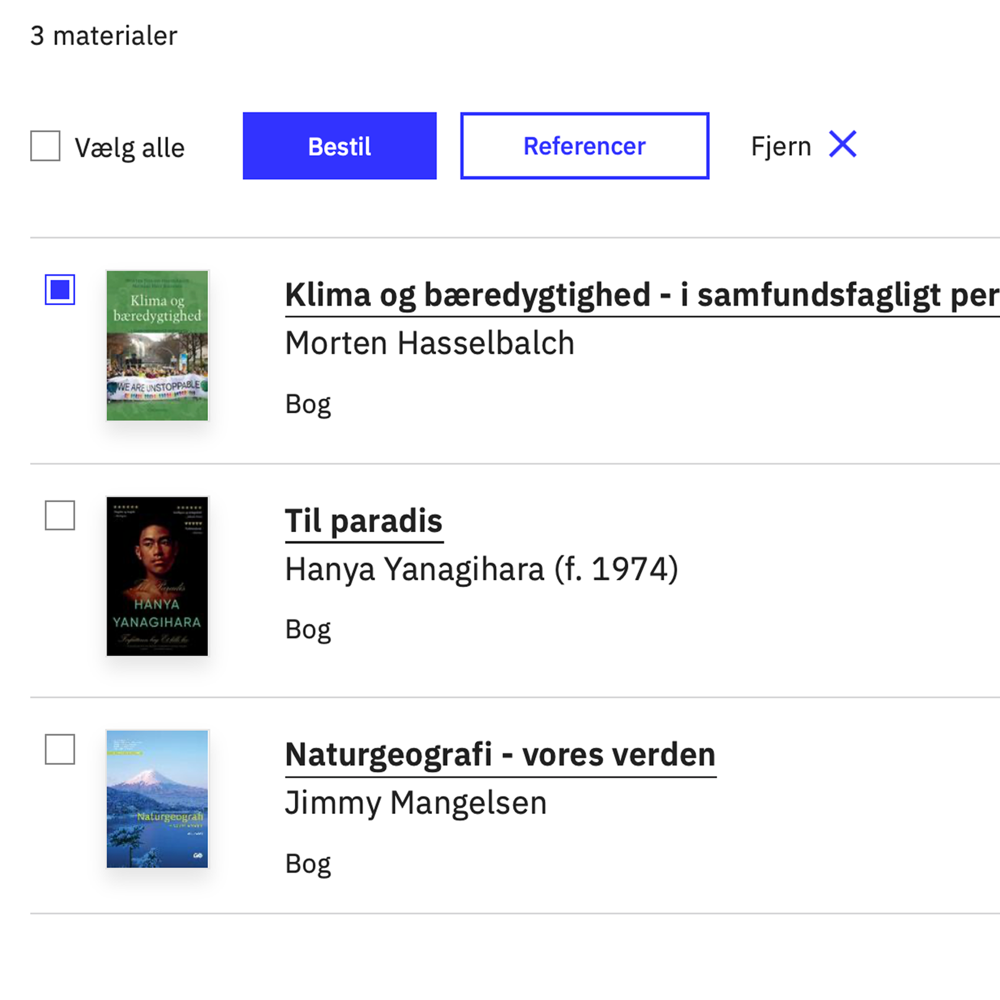 3 materialer
Vælg alle
Bestil
Referencer
Fjern
Klima og
bæredygtighed
WE ARE UNSTOPPABLE
Klima og bæredygtighed - i samfundsfagligt per
Morten Hasselbalch
Bog
Til Paradis
HANYA
YANAGIHARA
Til paradis
Hanya Yanagihara (f. 1974)
Bog
Naturgeografi
GO
Naturgeografi - vores verden
Jimmy Mangelsen
Bog